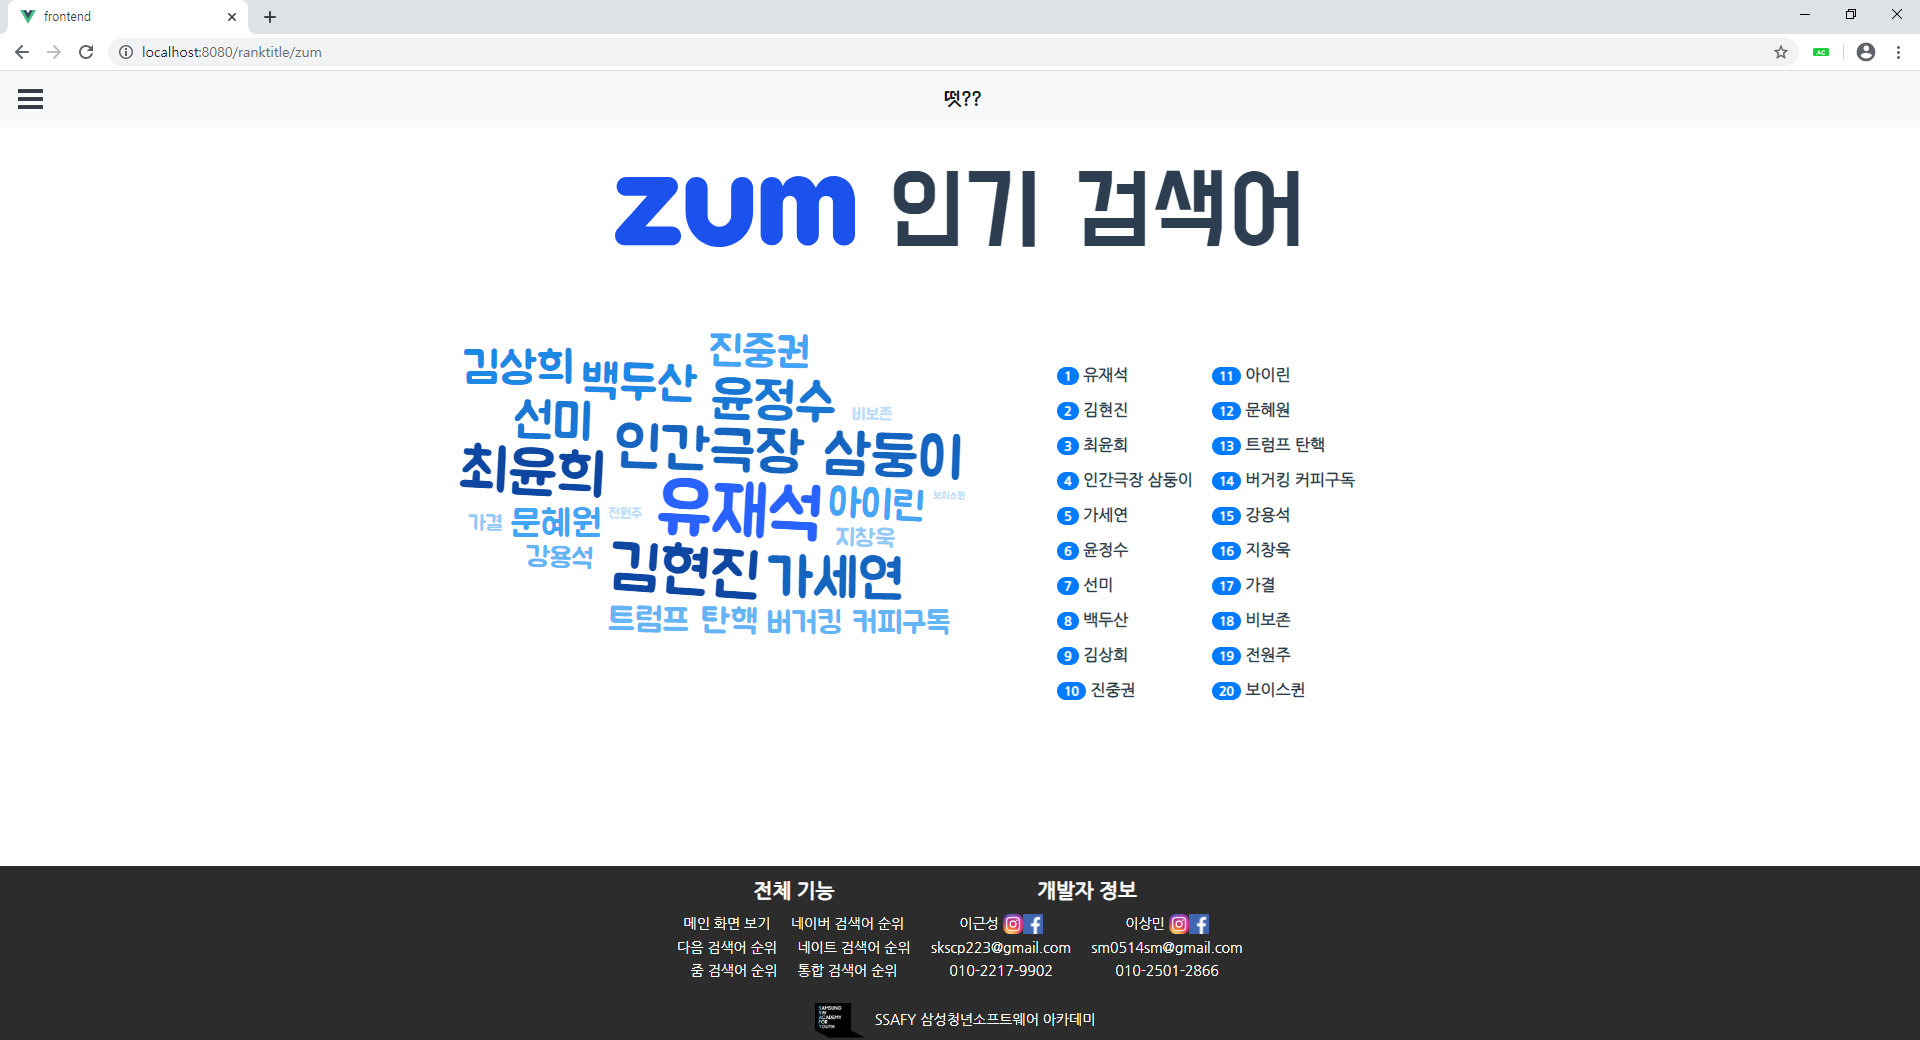 frontend
localhost:8080/ranktitle/zum
떳??
zum 인기 검색어
진중권
김상희 백두산
윤정수
비보존
선미
인간극장 삼둥이
최윤희
유재석 아이린 보이스퀸
가결 문혜원 전원주
지창욱
강용석
김현진 가세연
트럼프 탄핵 버거킹 커피구독
1 유재석
2 김현진
3 최윤희
4 인간극장 삼둥이
5 가세연
6 윤정수
7 선미
8 백두산
9 김상희
10 진중권
11 아이린
12 문혜원
13 트럼프 탄핵
14 버거킹 커피구독
15 강용석
16 지창욱
17 가결
18 비보존
19 전원주
20 보이스퀸
전체 기능
메인 화면 보기 네이버 검색어 순위
다음 검색어 순위 네이트 검색어 순위
줌 검색어 순위 통합 검색어 순위
개발자 정보
이근성
skscp223@gmail.com
010-2217-9902
이상민
sm0514sm@gmail.com
010-2501-2866
SAMSUNG
SW
ACADEMY
FOR
YOUTH
SSAFY 삼성청년소프트웨어 아카데미